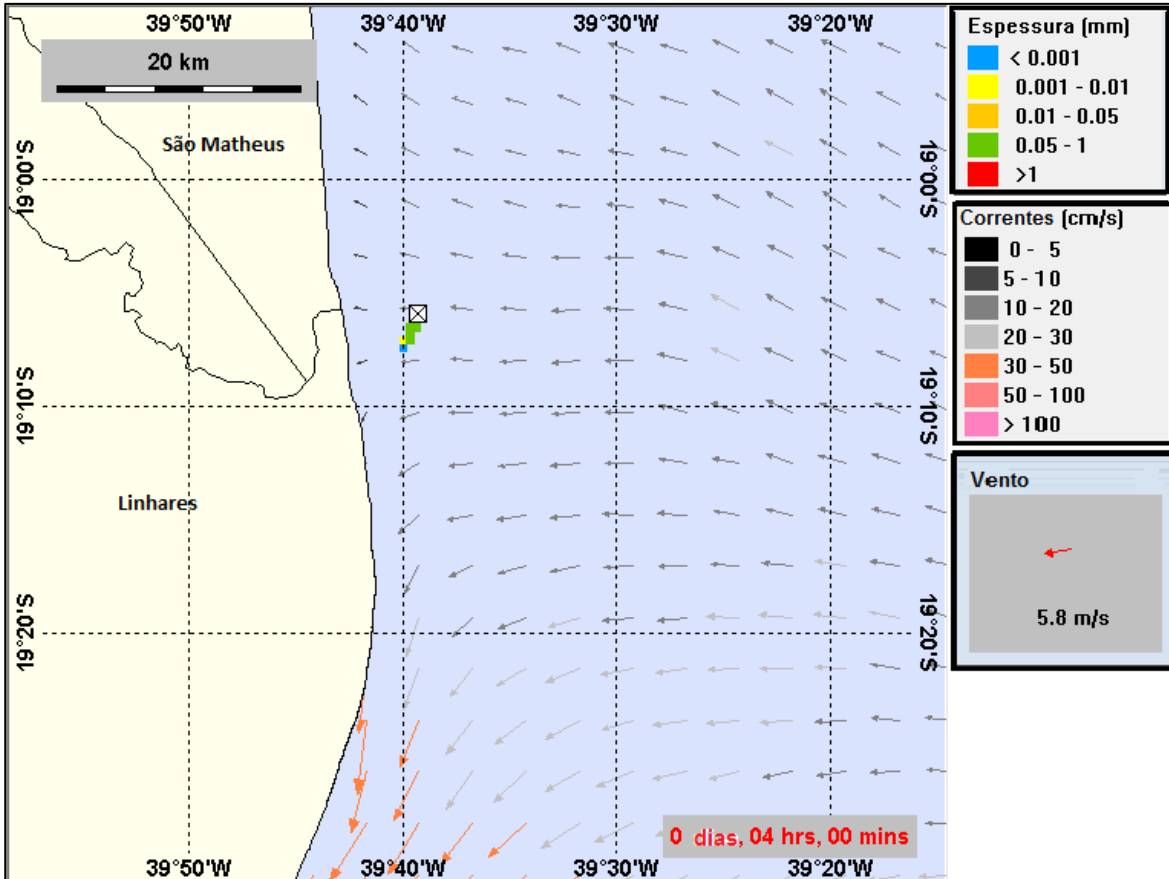 39°50'W 39°40'W 39°30'W 39°20'W
20 km
São Matheus
Linhares
19°00'S
19°10'S
19°20'S
19°00'S
19°10'S
19°20'S
0 dias, 04 hrs, 00 mins
39°50'W 39°40'W 39°30'W 39°20'W
Espessura (mm)
< 0.001
0.001 - 0.01
0.01 - 0.05
0.05 - 1
>1
Correntes (cm/s)
0 - 5
5 - 10
10 - 20
20 - 30
30 - 50
50 - 100
> 100
Vento
5.8 m/s